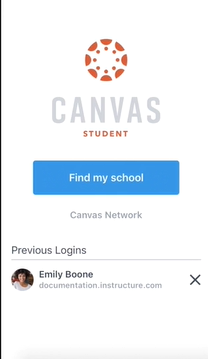 CANVAS
STUDENT
Find my school
Canvas Network
Previous Logins
Emily Boone
documentation.instructure.com